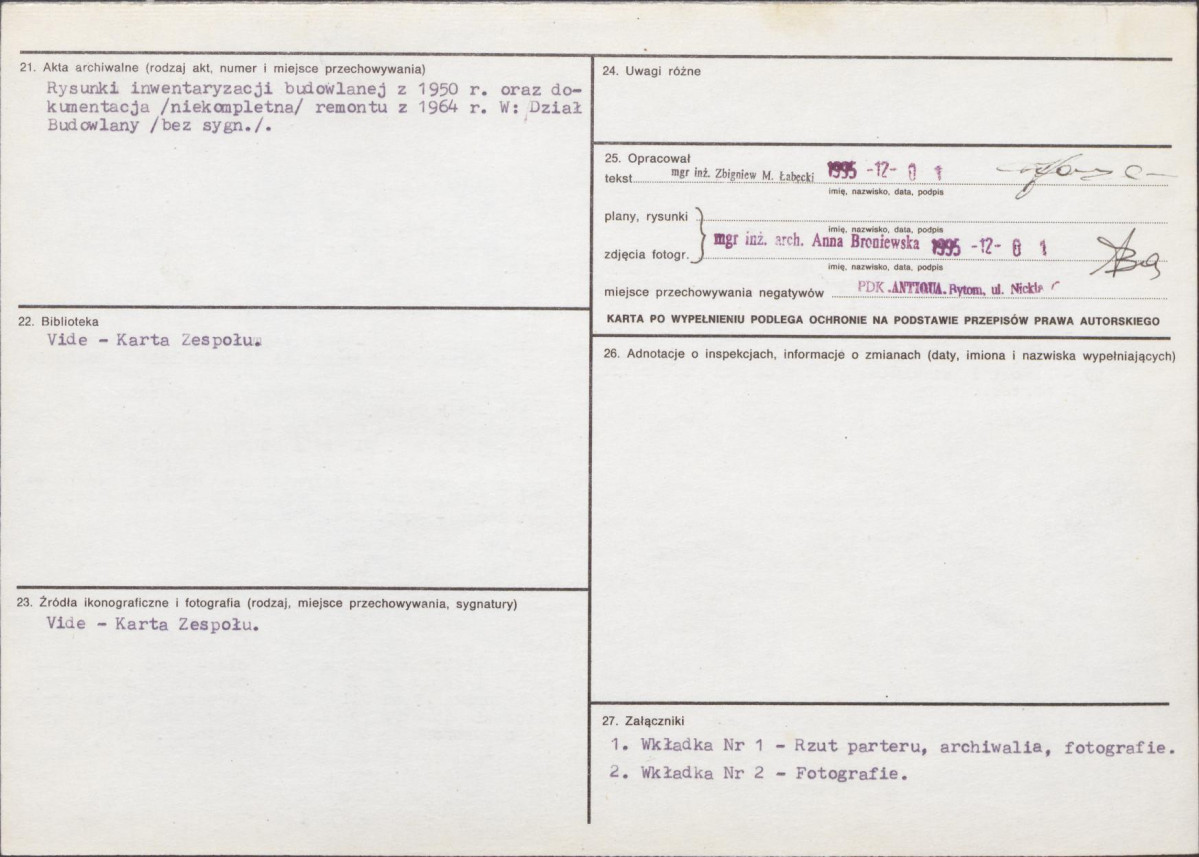 21. Akta archiwalne (rodzaj akt, numer i miejsce przechowywania)
Rysunki inwentaryzacji budowlanej z 1950 r. oraz do-
kumentacja /niekompletna/ remontu z 1964 r. W: Dział
Budowlany /bez sygn./.
22. Biblioteka
Vide - Karta Zespołu.
23. Źródła ikonograficzne i fotografia (rodzaj, miejsce przechowywania, sygnatury)
Vide - Karta Zespołu.
24. Uwagi różne
25. Opracował
tekst mgr inż. Zbigniew M. Łabęcki 1995 -12- 0 1
imię, nazwisko, data, podpis
plany, rysunki
imię, nazwisko, data, podpis
mgr inż. arch. Anna Broniewska 1995 -12- 0 1
zdjęcia fotogr.
imię, nazwisko, data, podpis
miejsce przechowywania negatywów PDK .ANTIQUA. Bytom, ul.
KARTA PO WYPEŁNIENIU PODLEGA OCHRONIE NA PODSTAWIE PRZEPISÓW PRAWA AUTORSKIEGO
26. Adnotacje o inspekcjach, informacje o zmianach (daty, imiona i nazwiska wypełniających)
27. Załączniki
1. Wkładka Nr 1 - Rzut parteru, archiwalia, fotografie.
2. Wkładka Nr 2 - Fotografie.